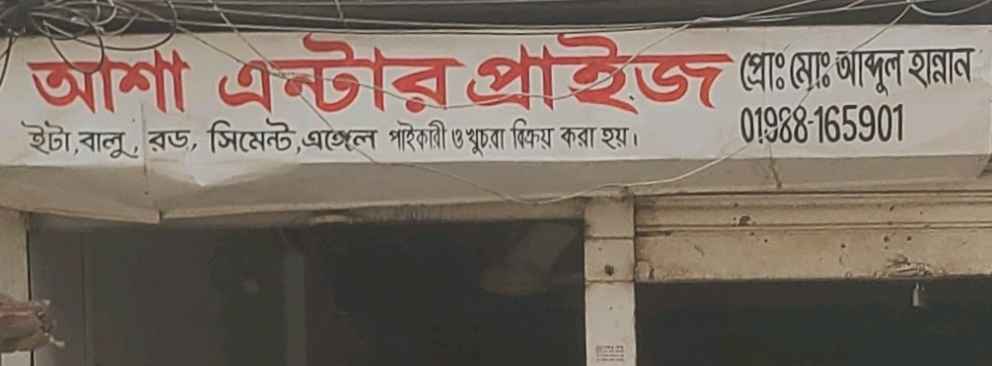 আশা এন্টার প্রাইজ
প্রোঃ মোঃ আব্দুল হান্নান
01988-165901
ইটা, বালু, রড, সিমেন্ট, এঙ্গেল পাইকারী ও খুচরা বিক্রয় করা হয়।